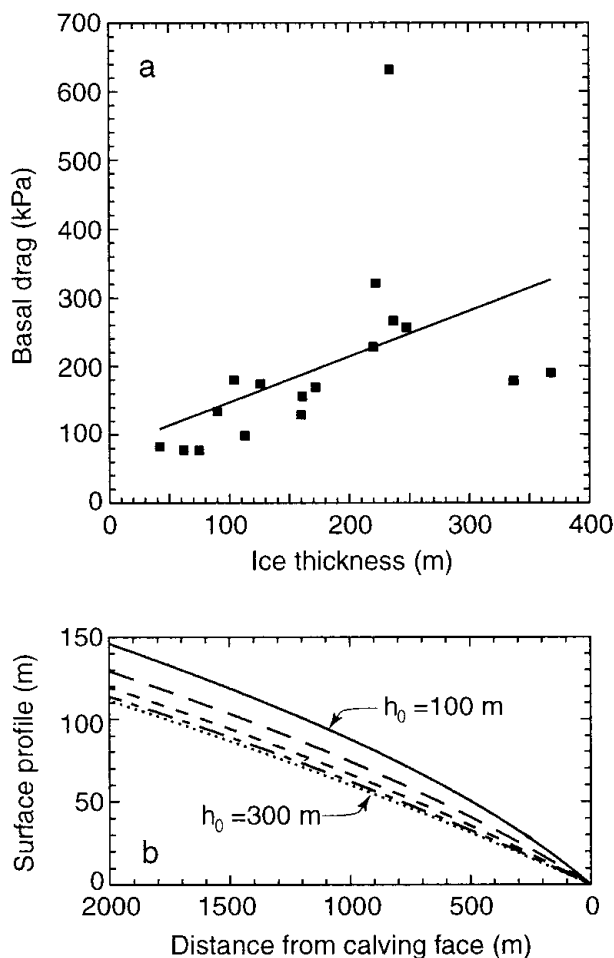 a
700
600
500
400
300
200
100
0
Basal drag (kPa)
0 100 200 300 400
Ice thickness (m)
150
100
50
0
Surface profile (m)
h₀ =100 m
h₀ =300 m
b
2000 1500 1000 500 0
Distance from calving face (m)